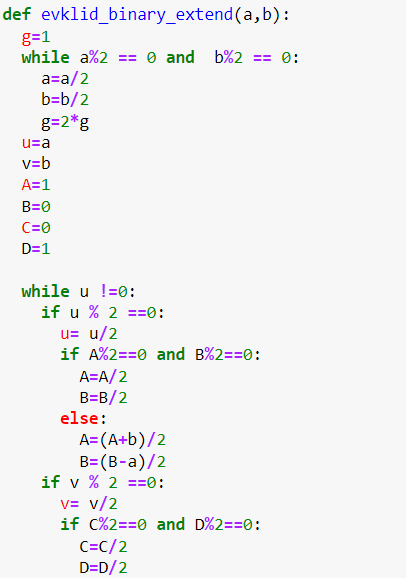 def evklid_binary_extend(a,b):
  g=1
  while a%2 == 0 and  b%2 == 0:
    a=a/2
    b=b/2
    g=2*g
  u=a
  v=b
  A=1
  B=0
  C=0
  D=1

  while u !=0:
    if u % 2 ==0:
      u= u/2
      if A%2==0 and B%2==0:
        A=A/2
        B=B/2
      else:
        A=(A+b)/2
        B=(B-a)/2
    if v % 2 ==0:
      v= v/2
      if C%2==0 and D%2==0:
        C=C/2
        D=D/2